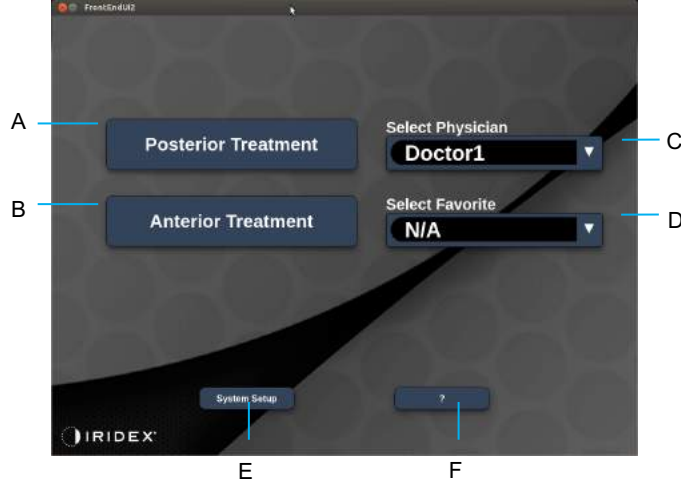 FrontEndUI2
A
Posterior Treatment
Select Physician
Doctor1
C
B
Anterior Treatment
Select Favorite
N/A
D
System Setup
?
IRIDEX
E
F